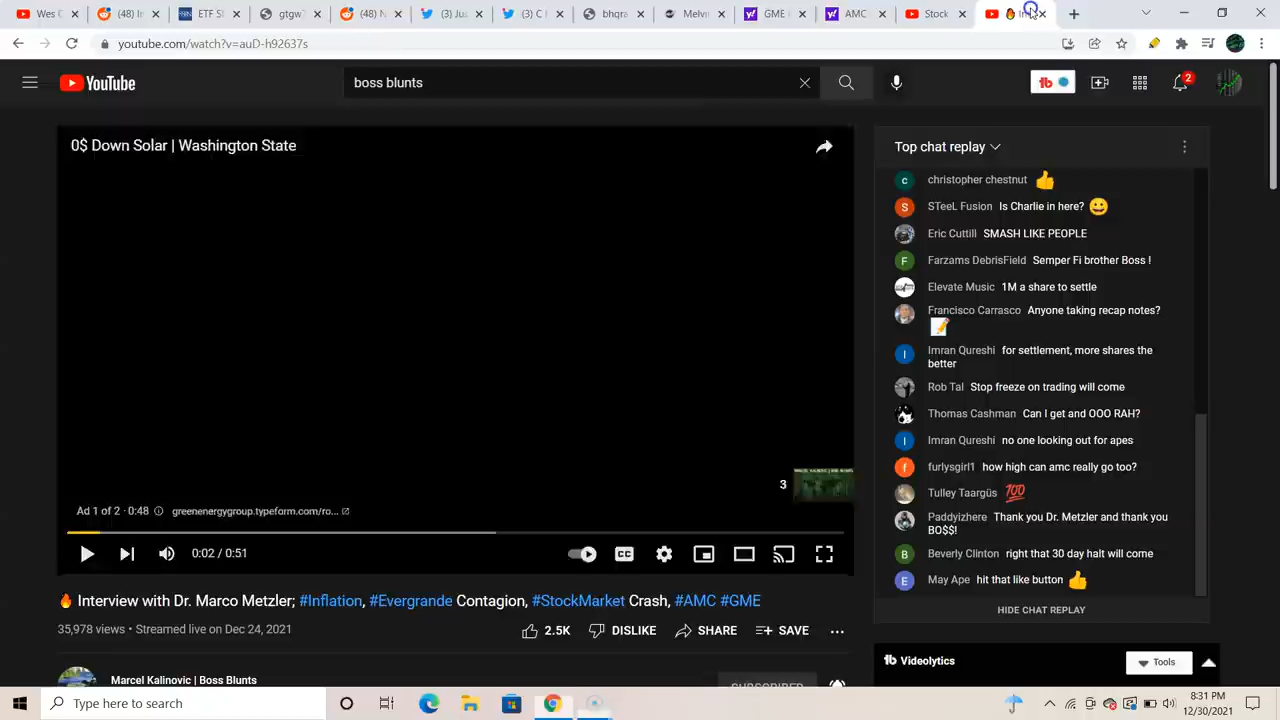 Wes C
(48) In
ETF S
gtgw
(48) N
(3) Jus
(3) C
bhqra
Melvi
GME
AMC
Stock
In
youtube.com/watch?v=auD-h92637s
YouTube
boss blunts
2
0$ Down Solar | Washington State
Top chat replay
christopher chestnut 👍
STeeL Fusion Is Charlie in here? 😀
Eric Cuttill SMASH LIKE PEOPLE
Farzams DebrisField Semper Fi brother Boss !
Elevate Music 1M a share to settle
Francisco Carrasco Anyone taking recap notes?
📝
Imran Qureshi for settlement, more shares the
better
Rob Tal Stop freeze on trading will come
Thomas Cashman Can I get and OOO RAH?
Imran Qureshi no one looking out for apes
furlysgirl1 how high can amc really go too?
Tulley Taargüs 💯
Paddyizhere Thank you Dr. Metzler and thank you
BO$$!
Beverly Clinton right that 30 day halt will come
May Ape hit that like button 👍
HIDE CHAT REPLAY
3
Ad 1 of 2 · 0:48 greenenergygroup.typeform.com/ro...
0:02 / 0:51
CC
🔥 Interview with Dr. Marco Metzler; #Inflation, #Evergrande Contagion, #StockMarket Crash, #AMC #GME
35,978 views • Streamed live on Dec 24, 2021
2.5K DISLIKE SHARE SAVE ...
tb Videolytics
Tools
Marcel Kalinovic | Boss Blunts
SUBSCRIBED
Type here to search
8:31 PM
12/30/2021